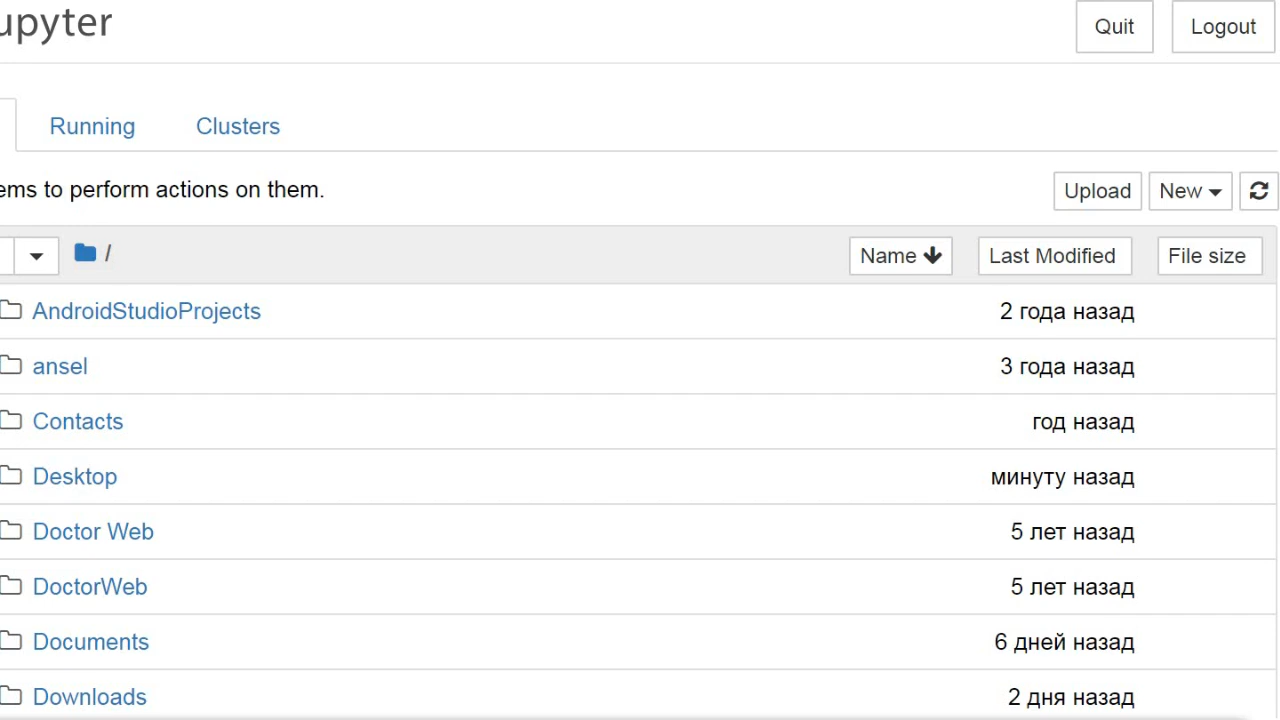 upyter Quit Logout
Running Clusters
ems to perform actions on them. Upload New
/ Name Last Modified File size
AndroidStudioProjects 2 года назад
ansel 3 года назад
Contacts год назад
Desktop минуту назад
Doctor Web 5 лет назад
DoctorWeb 5 лет назад
Documents 6 дней назад
Downloads 2 дня назад